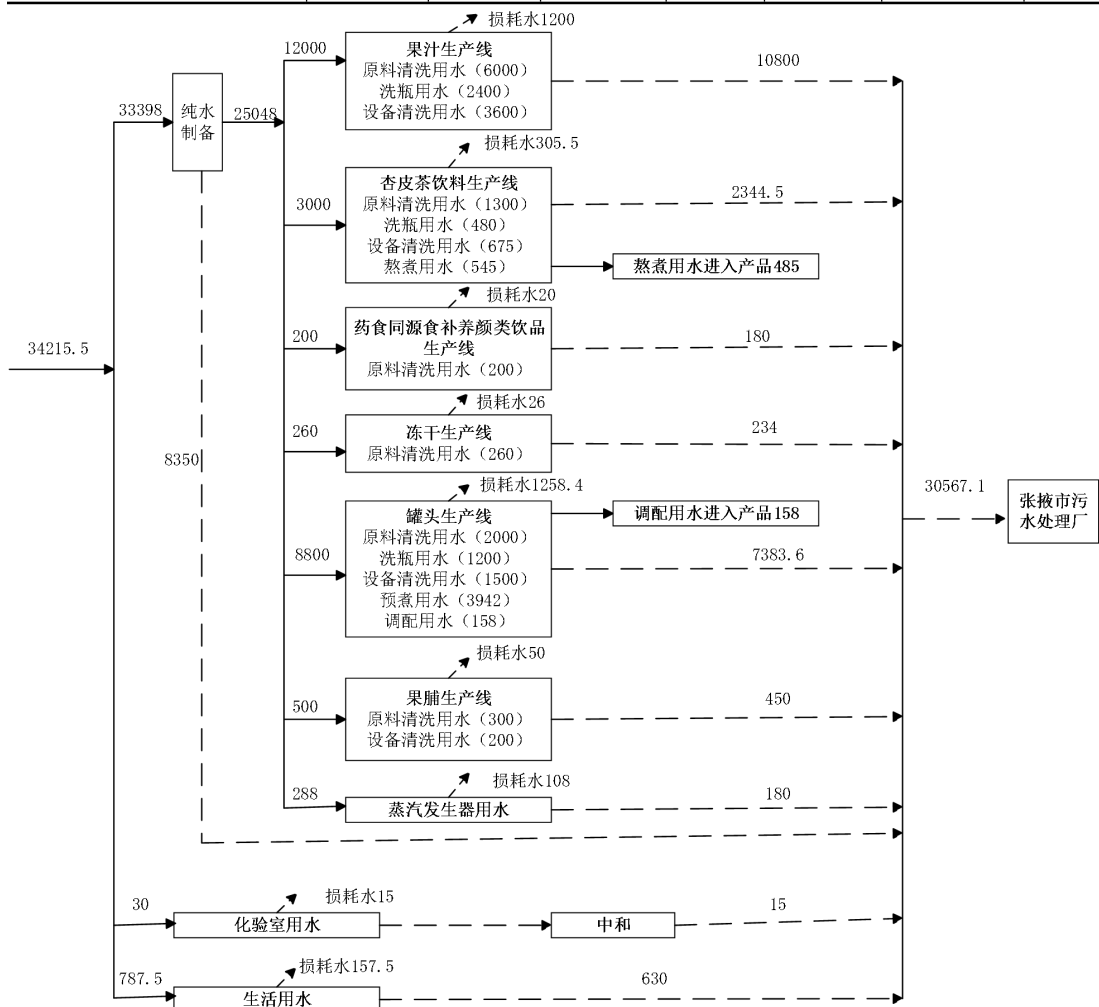 损耗水1200
12000
果汁生产线
原料清洗用水（6000）
洗瓶用水（2400）
设备清洗用水（3600）
10800
33398
纯水
制备
25048
损耗水305.5
3000
杏皮茶饮料生产线
原料清洗用水（1300）
洗瓶用水（480）
设备清洗用水（675）
熬煮用水（545）
2344.5
熬煮用水进入产品485
损耗水20
200
药食同源食补养颜类饮品
生产线
原料清洗用水（200）
180
34215.5
损耗水26
260
冻干生产线
原料清洗用水（260）
234
8350
损耗水1258.4
8800
罐头生产线
原料清洗用水（2000）
洗瓶用水（1200）
设备清洗用水（1500）
预煮用水（3942）
调配用水（158）
调配用水进入产品158
7383.6
30567.1
张掖市污
水处理厂
损耗水50
500
果脯生产线
原料清洗用水（300）
设备清洗用水（200）
450
损耗水108
288
蒸汽发生器用水
180
损耗水15
30
化验室用水
中和
15
损耗水157.5
787.5
生活用水
630